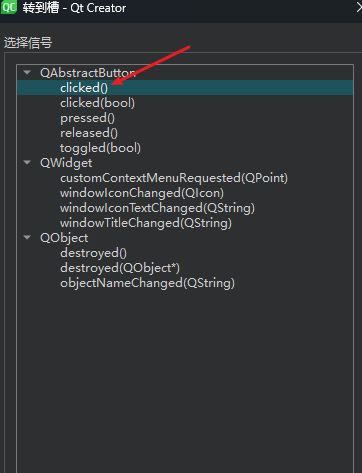 QC 转到槽 - Qt Creator
选择信号
QAbstractButton
clicked()
clicked(bool)
pressed()
released()
toggled(bool)
QWidget
customContextMenuRequested(QPoint)
windowIconChanged(QIcon)
windowIconTextChanged(QString)
windowTitleChanged(QString)
QObject
destroyed()
destroyed(QObject*)
objectNameChanged(QString)